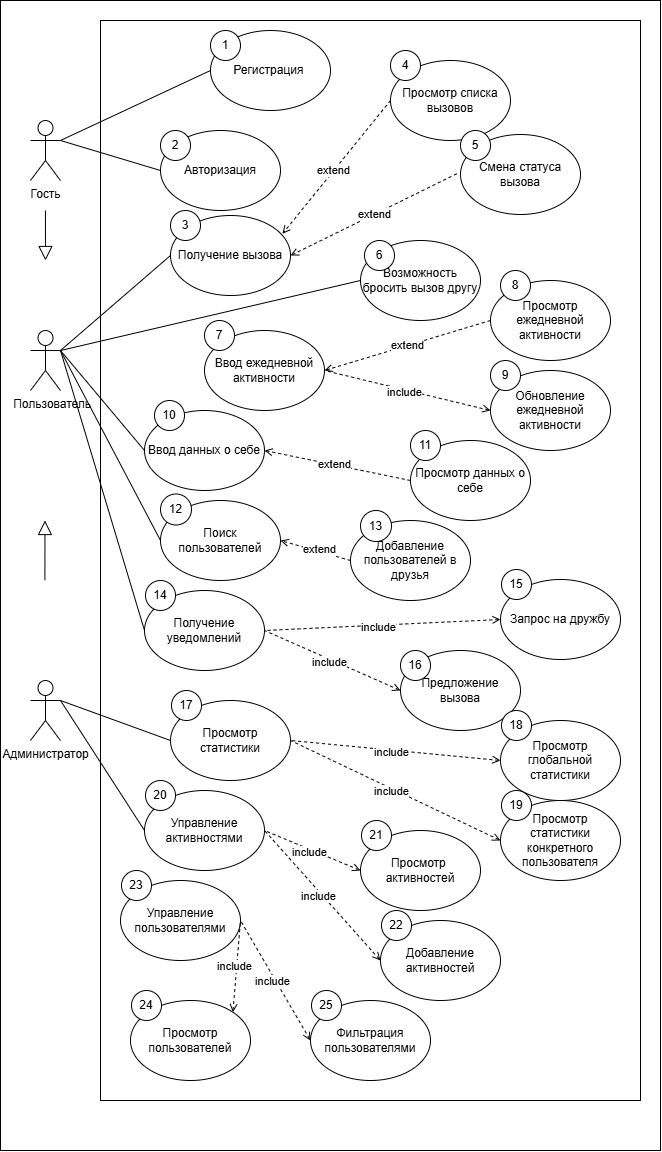 1
Регистрация
4
Просмотр списка
вызовов
2
Авторизация
5
Смена статуса
вызова
extend
Гость
extend
3
Получение вызова
6
Возможность
бросить вызов другу
8
Просмотр
ежедневной
активности
7
Ввод ежедневной
активности
extend
include
9
Обновление
ежедневной
активности
Пользователь
10
Ввод данных о себе
extend
11
Просмотр данных о
себе
12
Поиск
пользователей
extend
13
Добавление
пользователей в
друзья
14
Получение
уведомлений
include
15
Запрос на дружбу
include
16
Предложение
вызова
Администратор
17
Просмотр
статистики
include
18
Просмотр
глобальной
статистики
include
19
Просмотр
статистики
конкретного
пользователя
20
Управление
активностями
include
21
Просмотр
активностей
include
22
Добавление
активностей
23
Управление
пользователями
include
include
24
Просмотр
пользователей
25
Фильтрация
пользователями